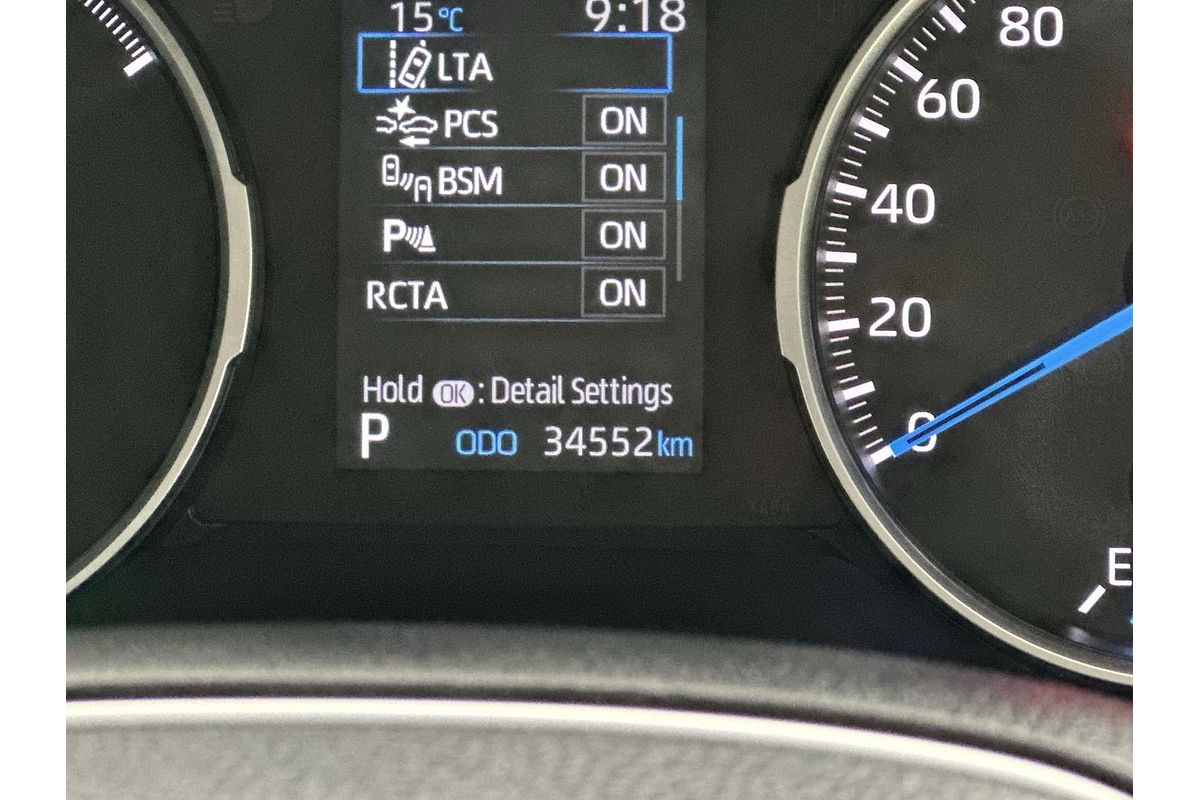 15°C 9:18
LTA
PCS ON
BSM ON
P ON
RCTA ON
Hold OK : Detail Settings
P ODO 34552km
80
60
40
20
0
E